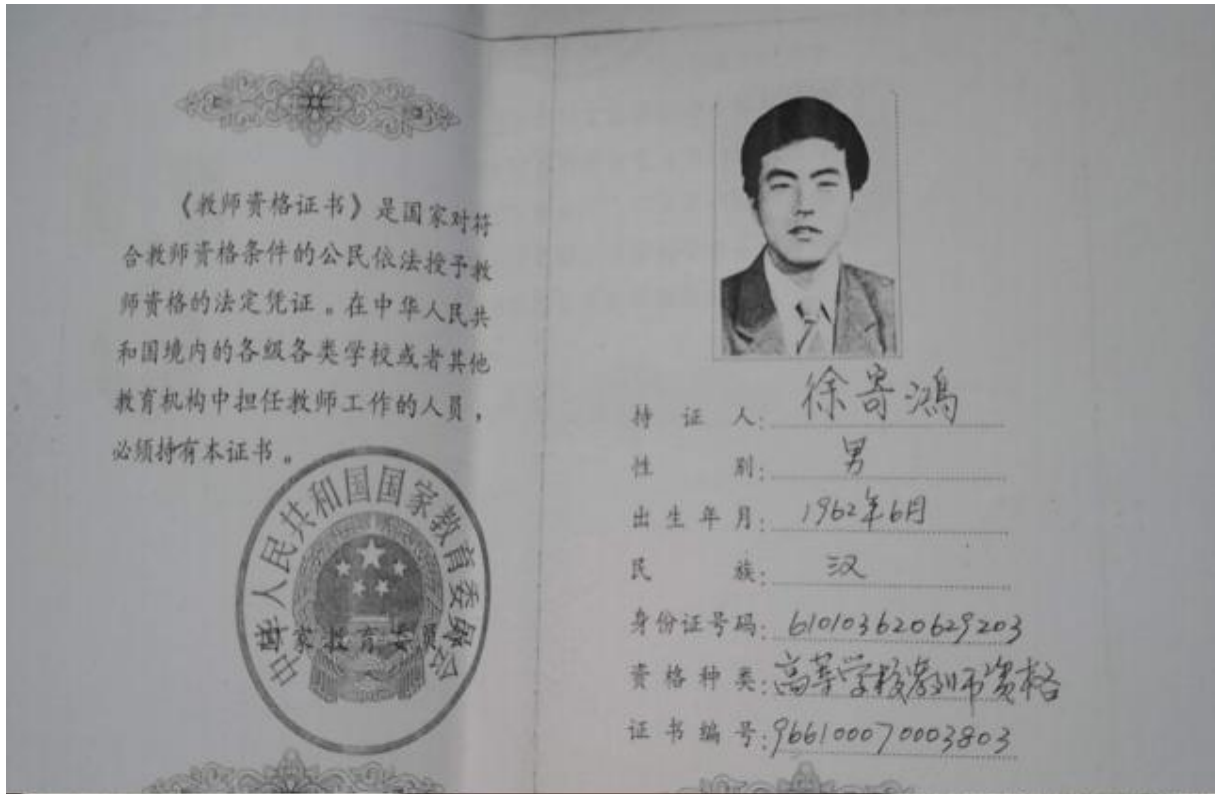 《教师资格证书》是国家对符
合教师资格条件的公民依法授予教
师资格的法定凭证。在中华人民共
和国境内的各级各类学校或者其他
教育机构中担任教师工作的人员，
必须持有本证书。
中华人民共和国国家教育委员会
国家教育委员会
持证人：徐寄鸿
性别：男
出生年月：1962年6月
民族：汉
身份证号码：610103620629203
资格种类：高等学校教师资格
证书编号：966100070003803